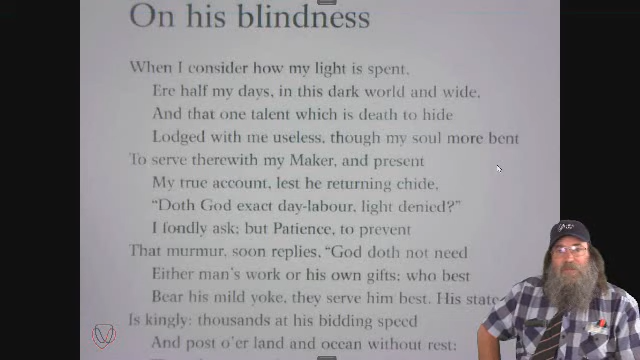 On his blindness
When I consider how my light is spent,
Ere half my days, in this dark world and wide,
And that one talent which is death to hide
Lodged with me useless, though my soul more bent
To serve therewith my Maker, and present
My true account, lest he returning chide,
"Doth God exact day-labour, light denied?"
I fondly ask; but Patience, to prevent
That murmur, soon replies, "God doth not need
Either man's work or his own gifts; who best
Bear his mild yoke, they serve him best. His state
Is kingly: thousands at his bidding speed
And post o'er land and ocean without rest: